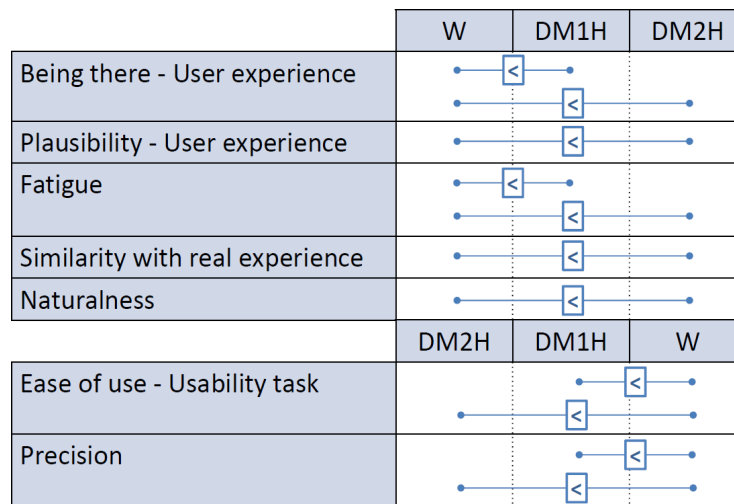 W DM1H DM2H
Being there - User experience
<
<
Plausibility - User experience
<
Fatigue
<
<
Similarity with real experience
<
Naturalness
<
DM2H DM1H W
Ease of use - Usability task
<
<
Precision
<
<